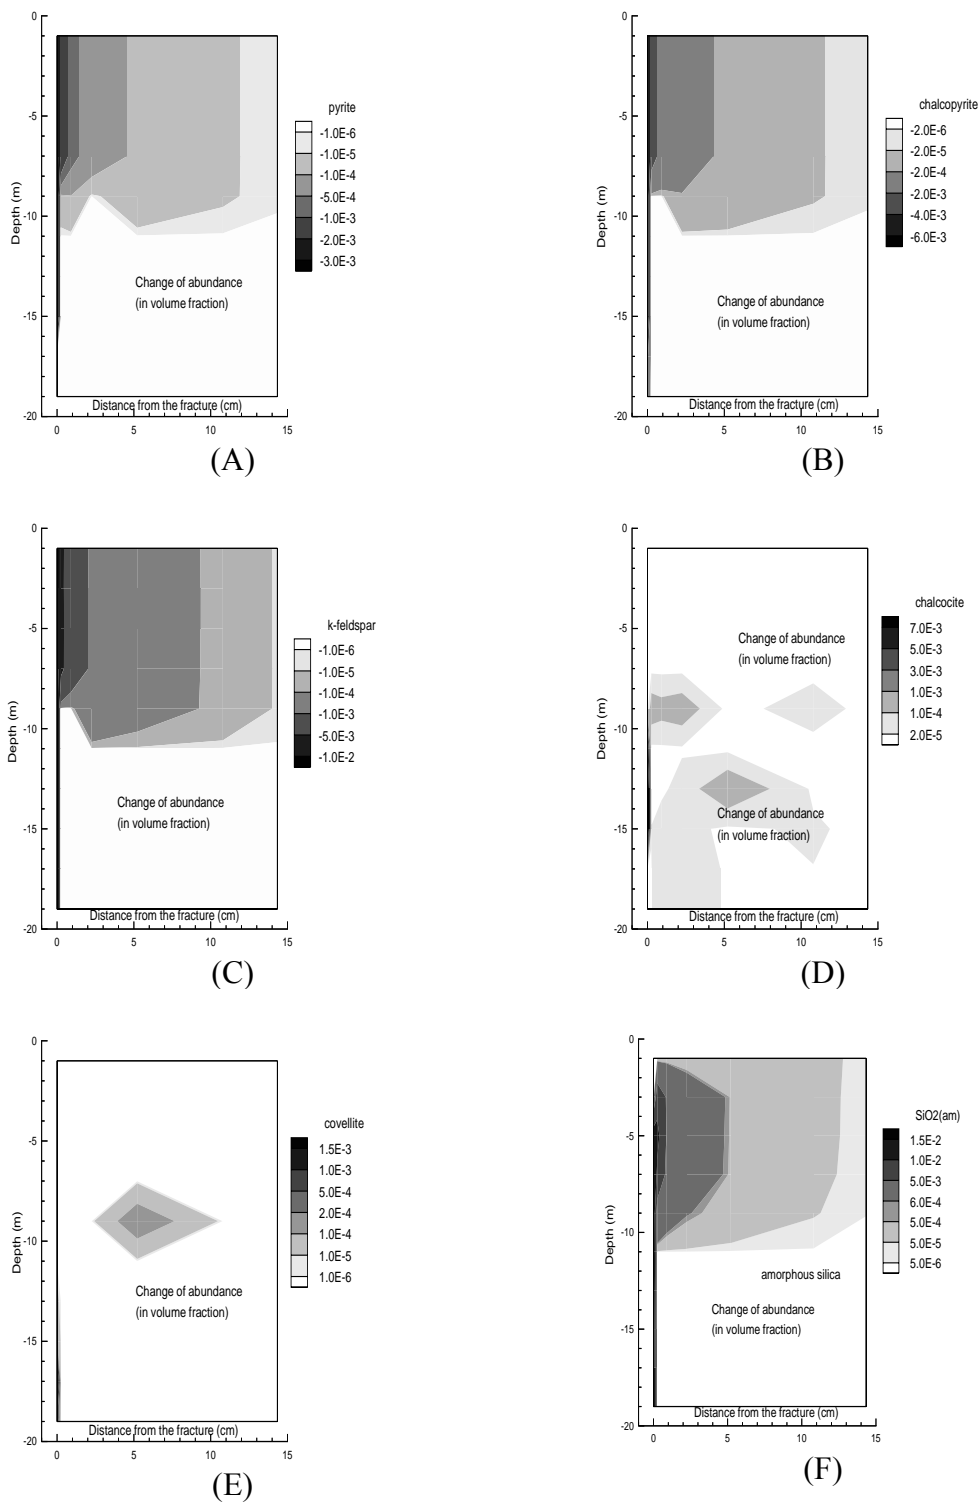 0
-5
-10
-15
-20
Depth (m)
pyrite
-1.0E-6
-1.0E-5
-1.0E-4
-5.0E-4
-1.0E-3
-2.0E-3
-3.0E-3
Change of abundance
(in volume fraction)
Distance from the fracture (cm)
0 5 10 15
(A)
0
-5
-10
-15
-20
Depth (m)
chalcopyrite
-2.0E-6
-2.0E-5
-2.0E-4
-2.0E-3
-4.0E-3
-6.0E-3
Change of abundance
(in volume fraction)
Distance from the fracture (cm)
0 5 10 15
(B)
0
-5
-10
-15
-20
Depth (m)
k-feldspar
-1.0E-6
-1.0E-5
-1.0E-4
-1.0E-3
-5.0E-3
-1.0E-2
Change of abundance
(in volume fraction)
Distance from the fracture (cm)
0 5 10 15
(C)
0
-5
-10
-15
-20
Depth (m)
chalcocite
7.0E-3
5.0E-3
3.0E-3
1.0E-3
1.0E-4
2.0E-5
Change of abundance
(in volume fraction)
Change of abundance
(in volume fraction)
Distance from the fracture (cm)
0 5 10 15
(D)
0
-5
-10
-15
-20
Depth (m)
covellite
1.5E-3
1.0E-3
5.0E-4
2.0E-4
1.0E-4
1.0E-5
1.0E-6
Change of abundance
(in volume fraction)
Distance from the fracture (cm)
0 5 10 15
(E)
0
-5
-10
-15
-20
Depth (m)
SiO2(am)
1.5E-2
1.0E-2
5.0E-3
6.0E-4
5.0E-4
5.0E-5
5.0E-6
amorphous silica
Change of abundance
(in volume fraction)
Distance from the fracture (cm)
0 5 10 15
(F)